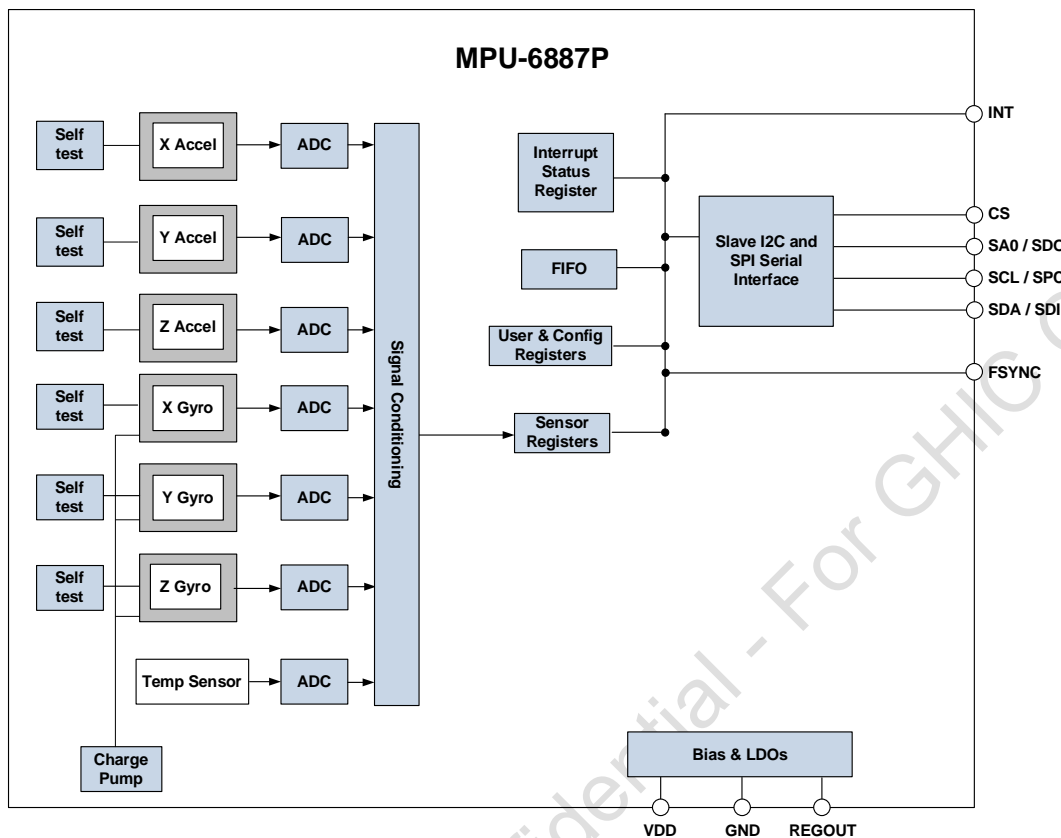 MPU-6887P
Self
test
X Accel
ADC
Self
test
Y Accel
ADC
Self
test
Z Accel
ADC
Self
test
X Gyro
ADC
Self
test
Y Gyro
ADC
Self
test
Z Gyro
ADC
Temp Sensor
ADC
Charge
Pump
Signal Conditioning
Interrupt
Status
Register
FIFO
User & Config
Registers
Sensor
Registers
Slave I2C and
SPI Serial
Interface
INT
CS
SA0 / SDO
SCL / SPC
SDA / SDI
FSYNC
Bias & LDOs
VDD
GND
REGOUT
- For GHIC